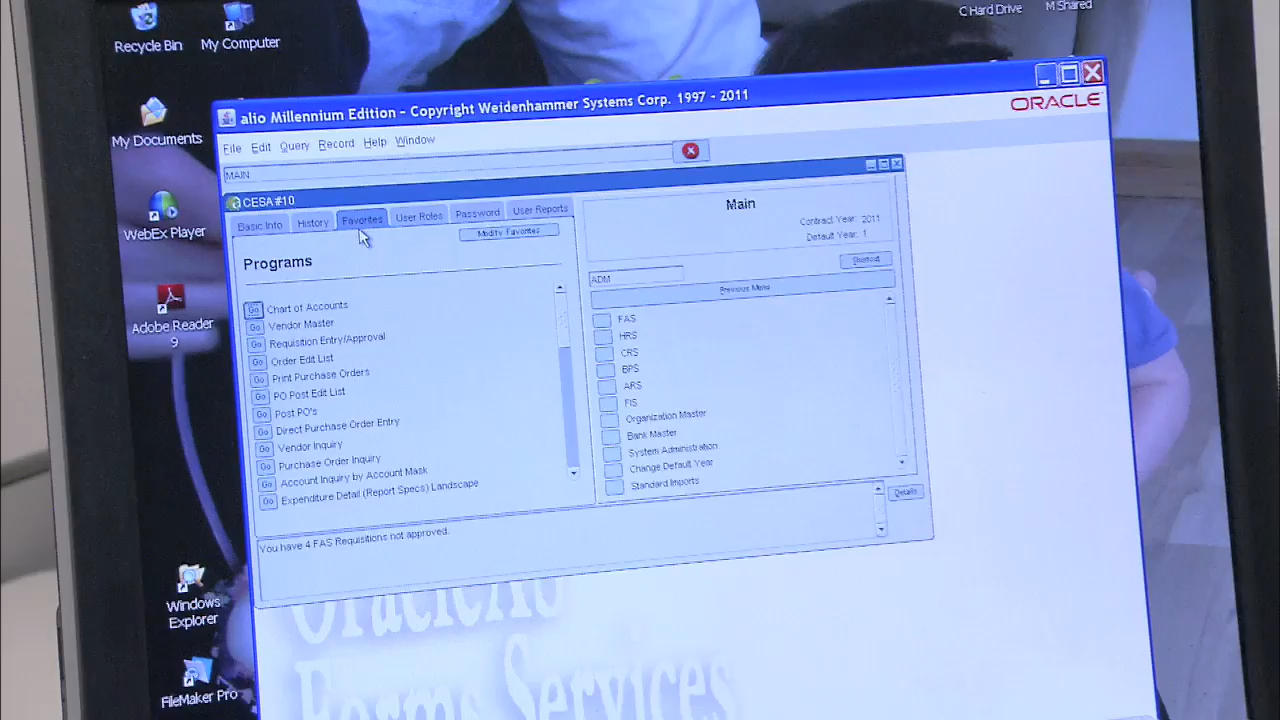 C Hard Drive
M Shared
Recycle Bin
My Computer
My Documents
WebEx Player
Adobe Reader
9
Windows
Explorer
FileMaker Pro
alio Millennium Edition - Copyright Weidenhammer Systems Corp. 1997 - 2011
ORACLE
File Edit Query Record Help Window
MAIN
CESA #10
Basic Info History Favorites User Roles Password User Reports
Modify Favorites
Programs
Go Chart of Accounts
Go Vendor Master
Go Requisition Entry/Approval
Go Order Edit List
Go Print Purchase Orders
Go PO Post Edit List
Go Post PO's
Go Direct Purchase Order Entry
Go Vendor Inquiry
Go Purchase Order Inquiry
Go Account Inquiry by Account Mask
Go Expenditure Detail (Report Specs) Landscape
Main
Contract Year: 2011
Default Year: 1
Shortcut
ADM
Previous Menu
FAS
HRS
CRS
BPS
ARS
FIS
Organization Master
Bank Master
System Administration
Change Default Year
Standard Imports
Details
You have 4 FAS Requisitions not approved.
OracleAS
Forms Services